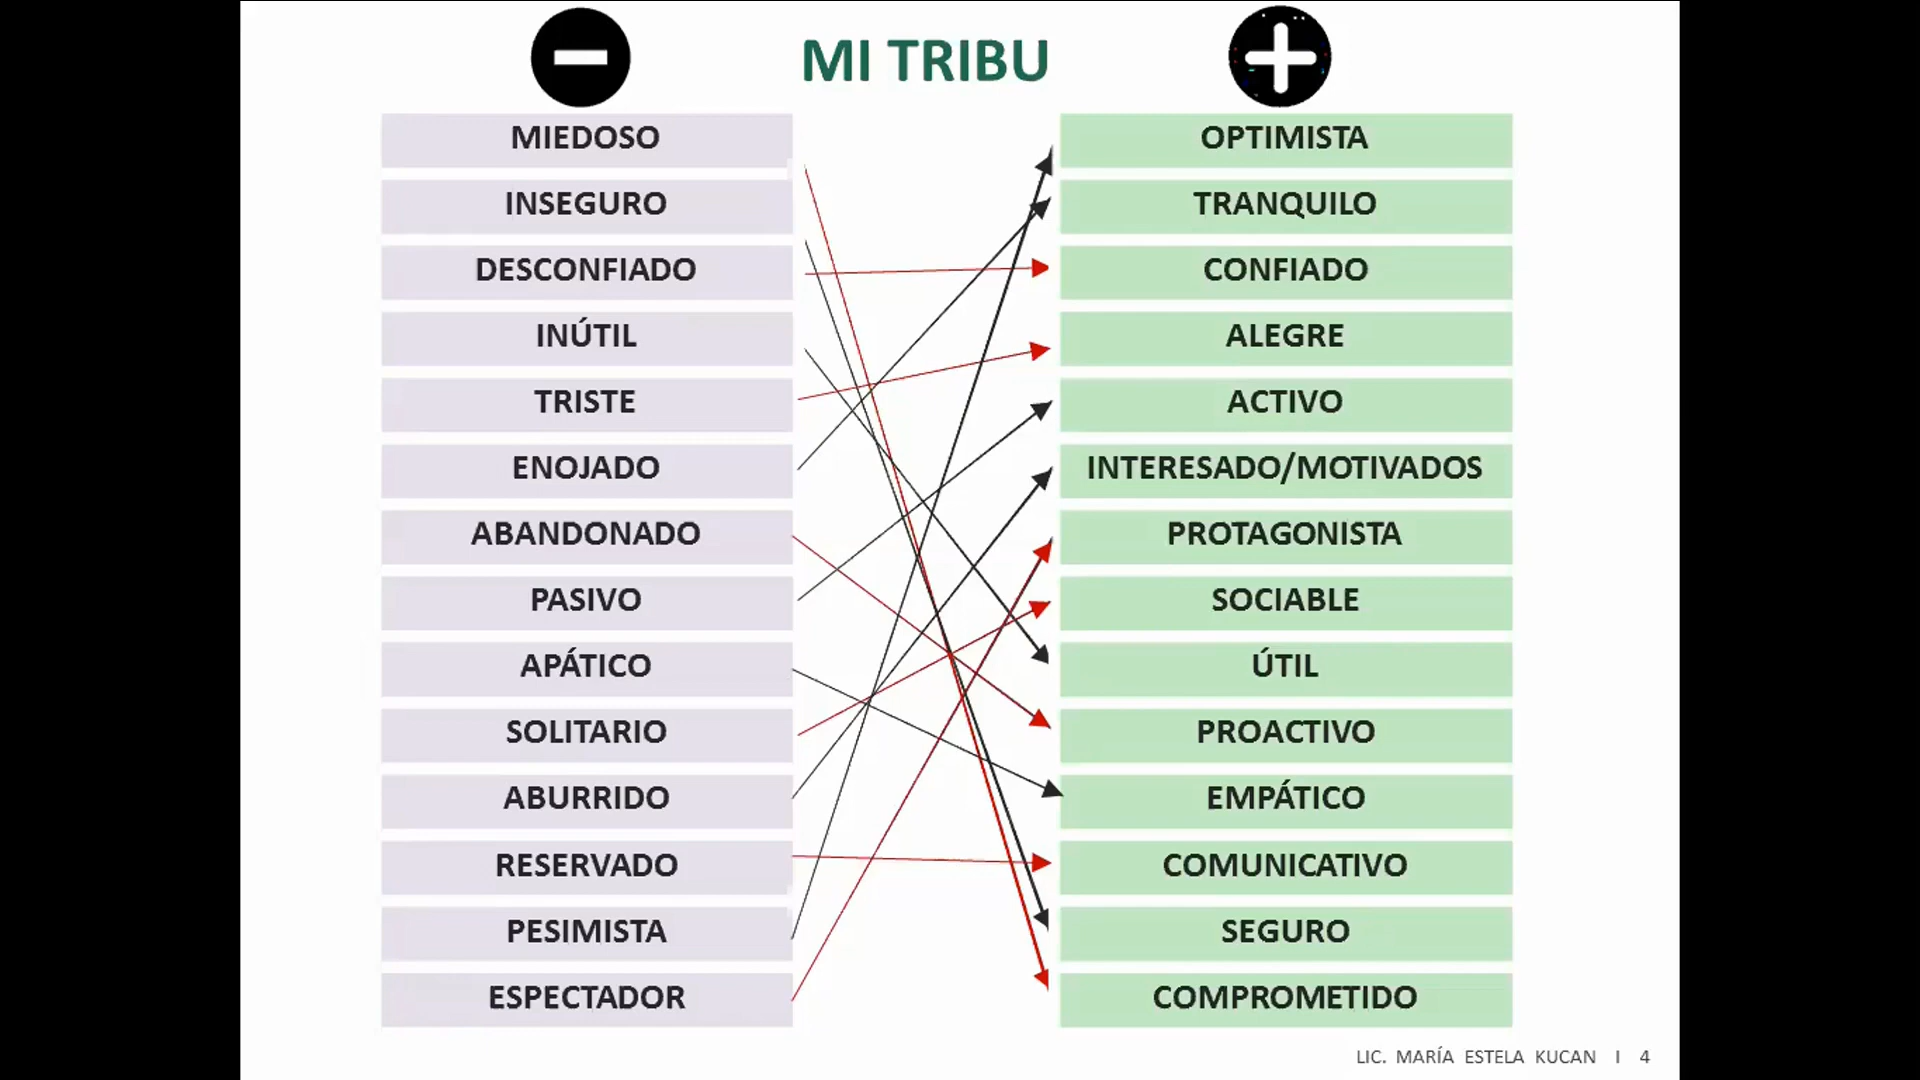 MI TRIBU
MIEDOSO
INSEGURO
DESCONFIADO
INÚTIL
TRISTE
ENOJADO
ABANDONADO
PASIVO
APÁTICO
SOLITARIO
ABURRIDO
RESERVADO
PESIMISTA
ESPECTADOR
OPTIMISTA
TRANQUILO
CONFIADO
ALEGRE
ACTIVO
INTERESADO/MOTIVADOS
PROTAGONISTA
SOCIABLE
ÚTIL
PROACTIVO
EMPÁTICO
COMUNICATIVO
SEGURO
COMPROMETIDO
LIC. MARÍA ESTELA KUCAN I 4